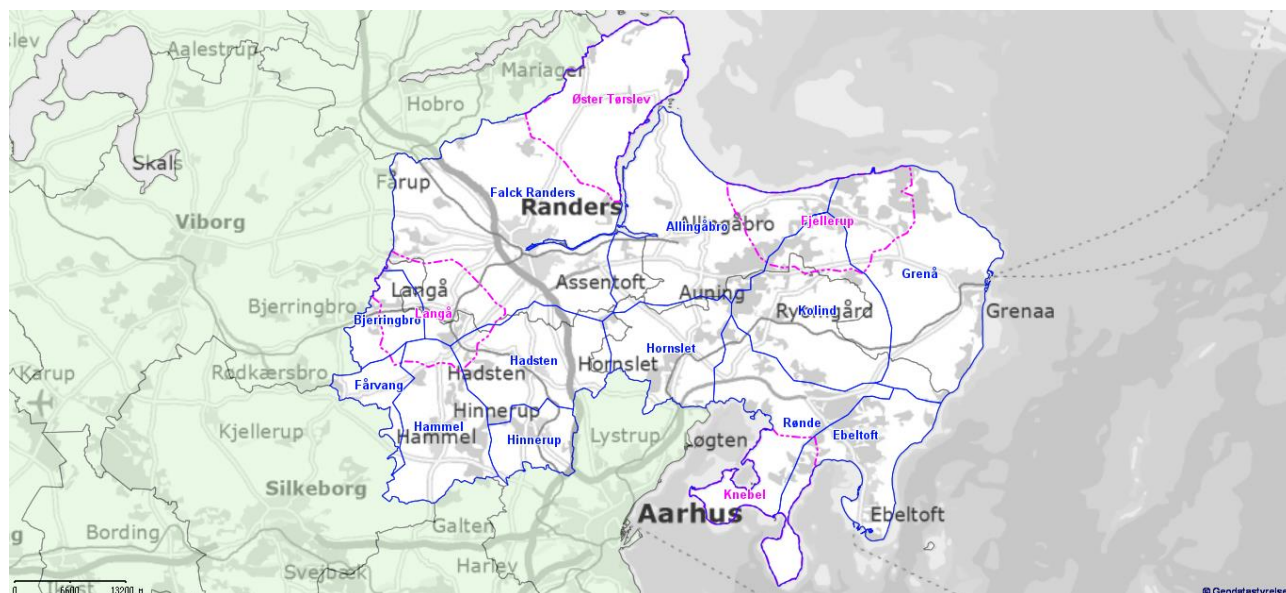 Aalestrup
Mariager
Hobro
Øster Tørslev
Skals
Fårup
Viborg
Falck Randers
Randers
Allingåbro
Allingåbro
Fjellerup
Grenå
Bjerringbro
Langå
Assentoft
Auning
Kolind
Grenaa
Bjerringbro
Langå
Hornslet
Hadsten
Hornslet
Karup
Rødkærsbro
Fårvang
Hadsten
Hinnerup
Hammel
Hammel
Hinnerup
Kjellerup
Lystrup
Løgten
Rønde
Ebeltoft
Silkeborg
Knebel
Aarhus
Ebeltoft
Bording
Galten
Svejbæk
Harlev
0 6600 13200 M